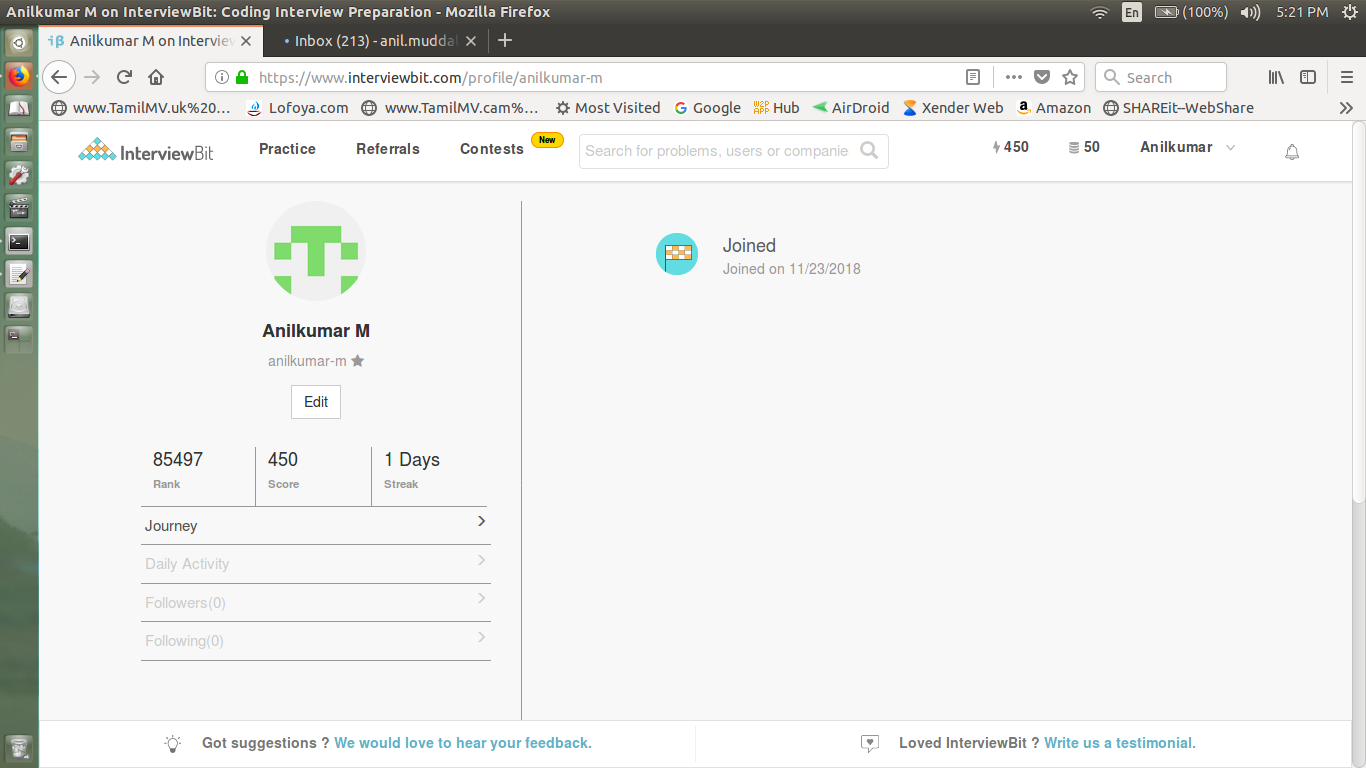 Anilkumar M on InterviewBit: Coding Interview Preparation - Mozilla Firefox
En (100%) 5:21 PM
Anilkumar M on Interview
Inbox (213) - anil.mudda
https://www.interviewbit.com/profile/anilkumar-m
Search
www.TamilMV.uk%20... Lofoya.com www.TamilMV.cam%... Most Visited Google Hub AirDroid Xender Web Amazon SHAREit--WebShare
InterviewBit Practice Referrals Contests New Search for problems, users or companie 450 50 Anilkumar
Joined
Joined on 11/23/2018
Anilkumar M
anilkumar-m
Edit
85497 450 1 Days
Rank Score Streak
Journey
Daily Activity
Followers(0)
Following(0)
Got suggestions ? We would love to hear your feedback. Loved InterviewBit ? Write us a testimonial.